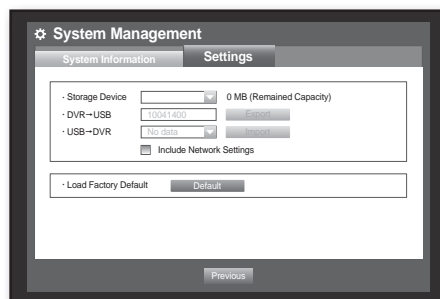 System Management
System Information Settings
· Storage Device 0 MB (Remained Capacity)
· DVR→USB 10041400 Export
· USB→DVR No data Import
Include Network Settings
· Load Factory Default Default
Previous